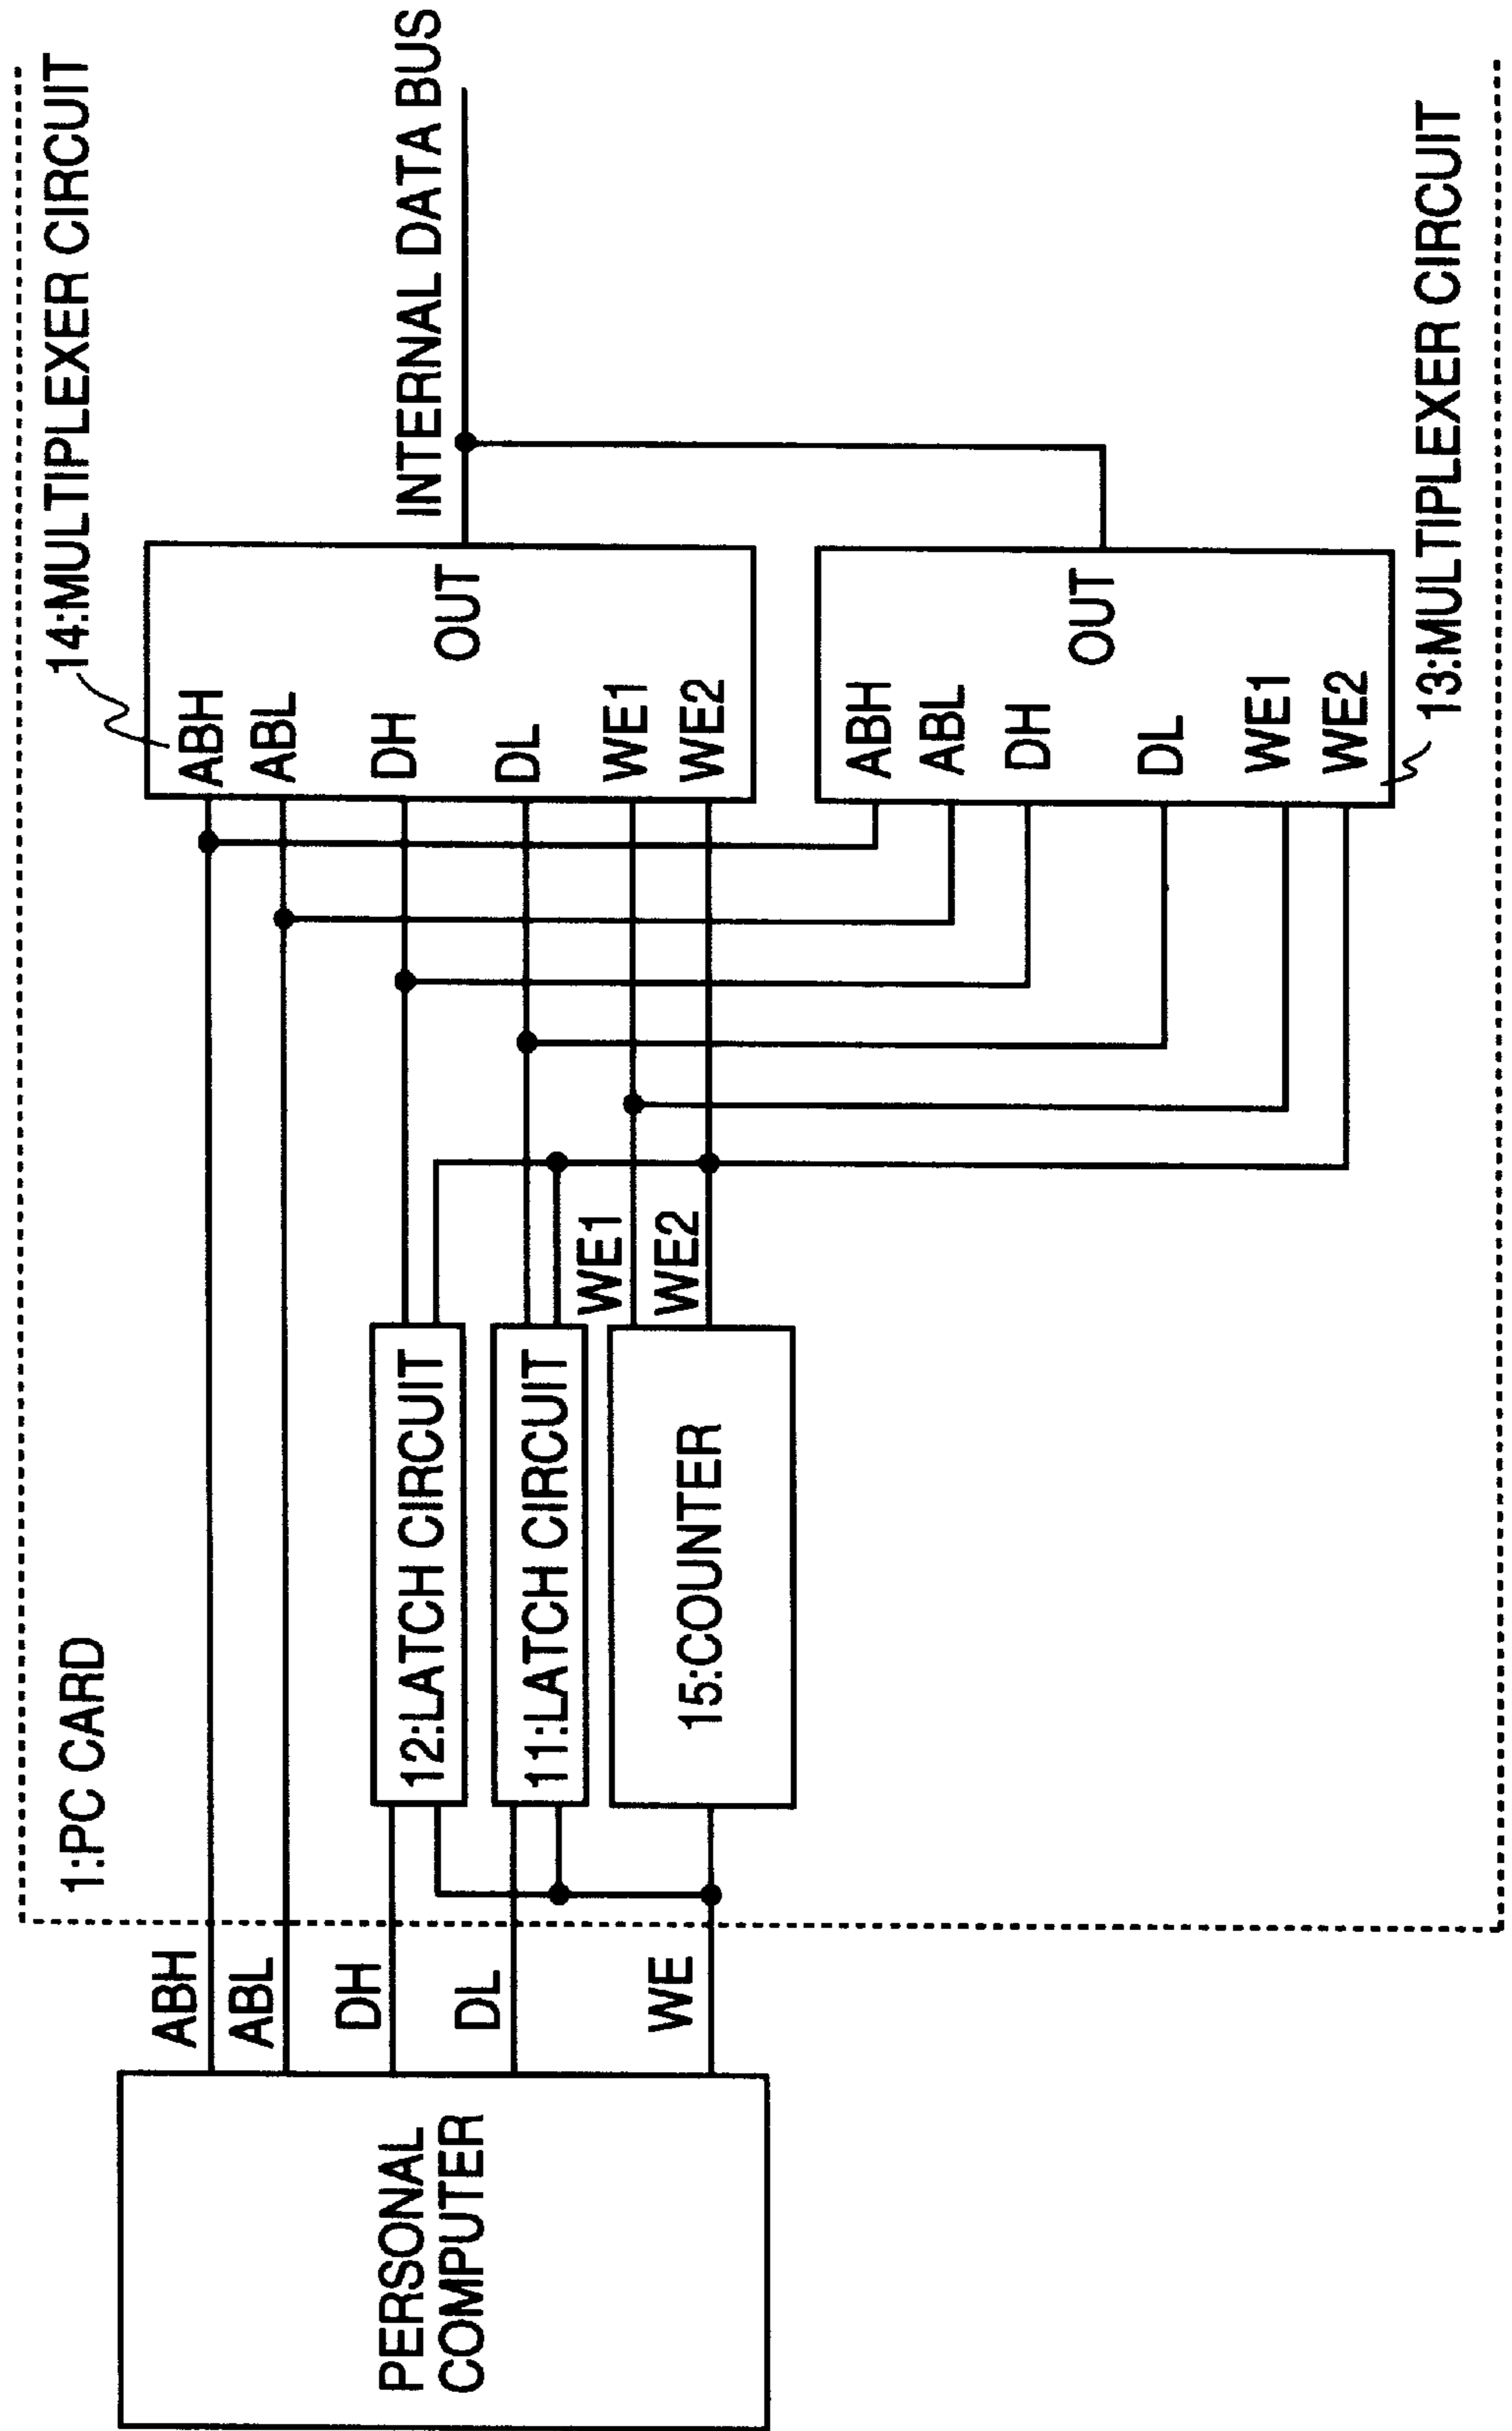 PERSONAL
COMPUTER
ABH
ABL
DH
DL
WE
1:PC CARD
12:LATCH CIRCUIT
11:LATCH CIRCUIT
15:COUNTER
WE1
WE2
14:MULTIPLEXER CIRCUIT
ABH
ABL
DH
DL
WE1
WE2
OUT
INTERNAL DATA BUS
ABH
ABL
DH
DL
WE1
WE2
OUT
13:MULTIPLEXER CIRCUIT